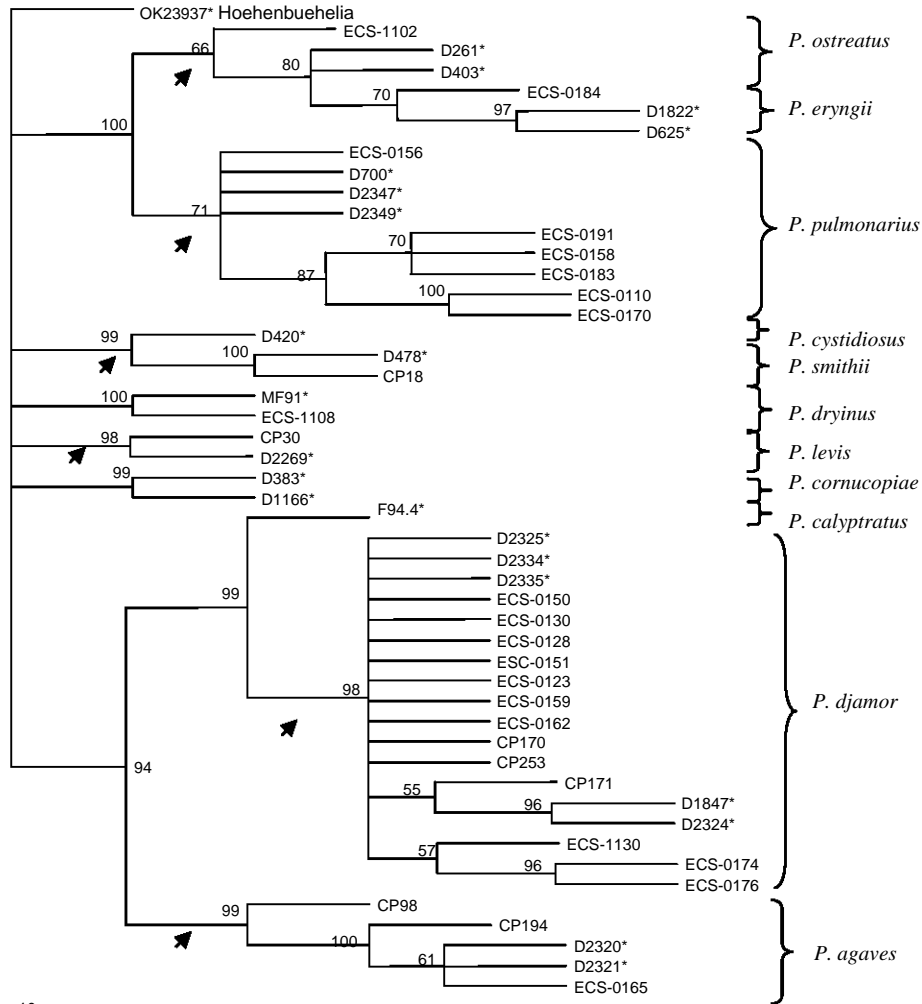 OK23937* Hoehenbuehelia
ECS-1102
66
D261*
80
D403*
P. ostreatus
ECS-0184
70
97
D1822*
D625*
P. eryngii
100
ECS-0156
D700*
D2347*
71
D2349*
ECS-0191
70
ECS-0158
ECS-0183
87
100
ECS-0110
ECS-0170
P. pulmonarius
D420*
99
P. cystidiosus
100
D478*
CP18
P. smithii
100
MF91*
ECS-1108
P. dryinus
98
CP30
D2269*
P. levis
99
D383*
D1166*
P. cornucopiae
F94.4*
P. calyptratus
99
D2325*
D2334*
D2335*
ECS-0150
ECS-0130
ECS-0128
ESC-0151
ECS-0123
98
ECS-0159
ECS-0162
CP170
CP253
CP171
55
96
D1847*
D2324*
ECS-1130
57
96
ECS-0174
ECS-0176
P. djamor
94
CP98
99
CP194
100
D2320*
61
D2321*
ECS-0165
P. agaves